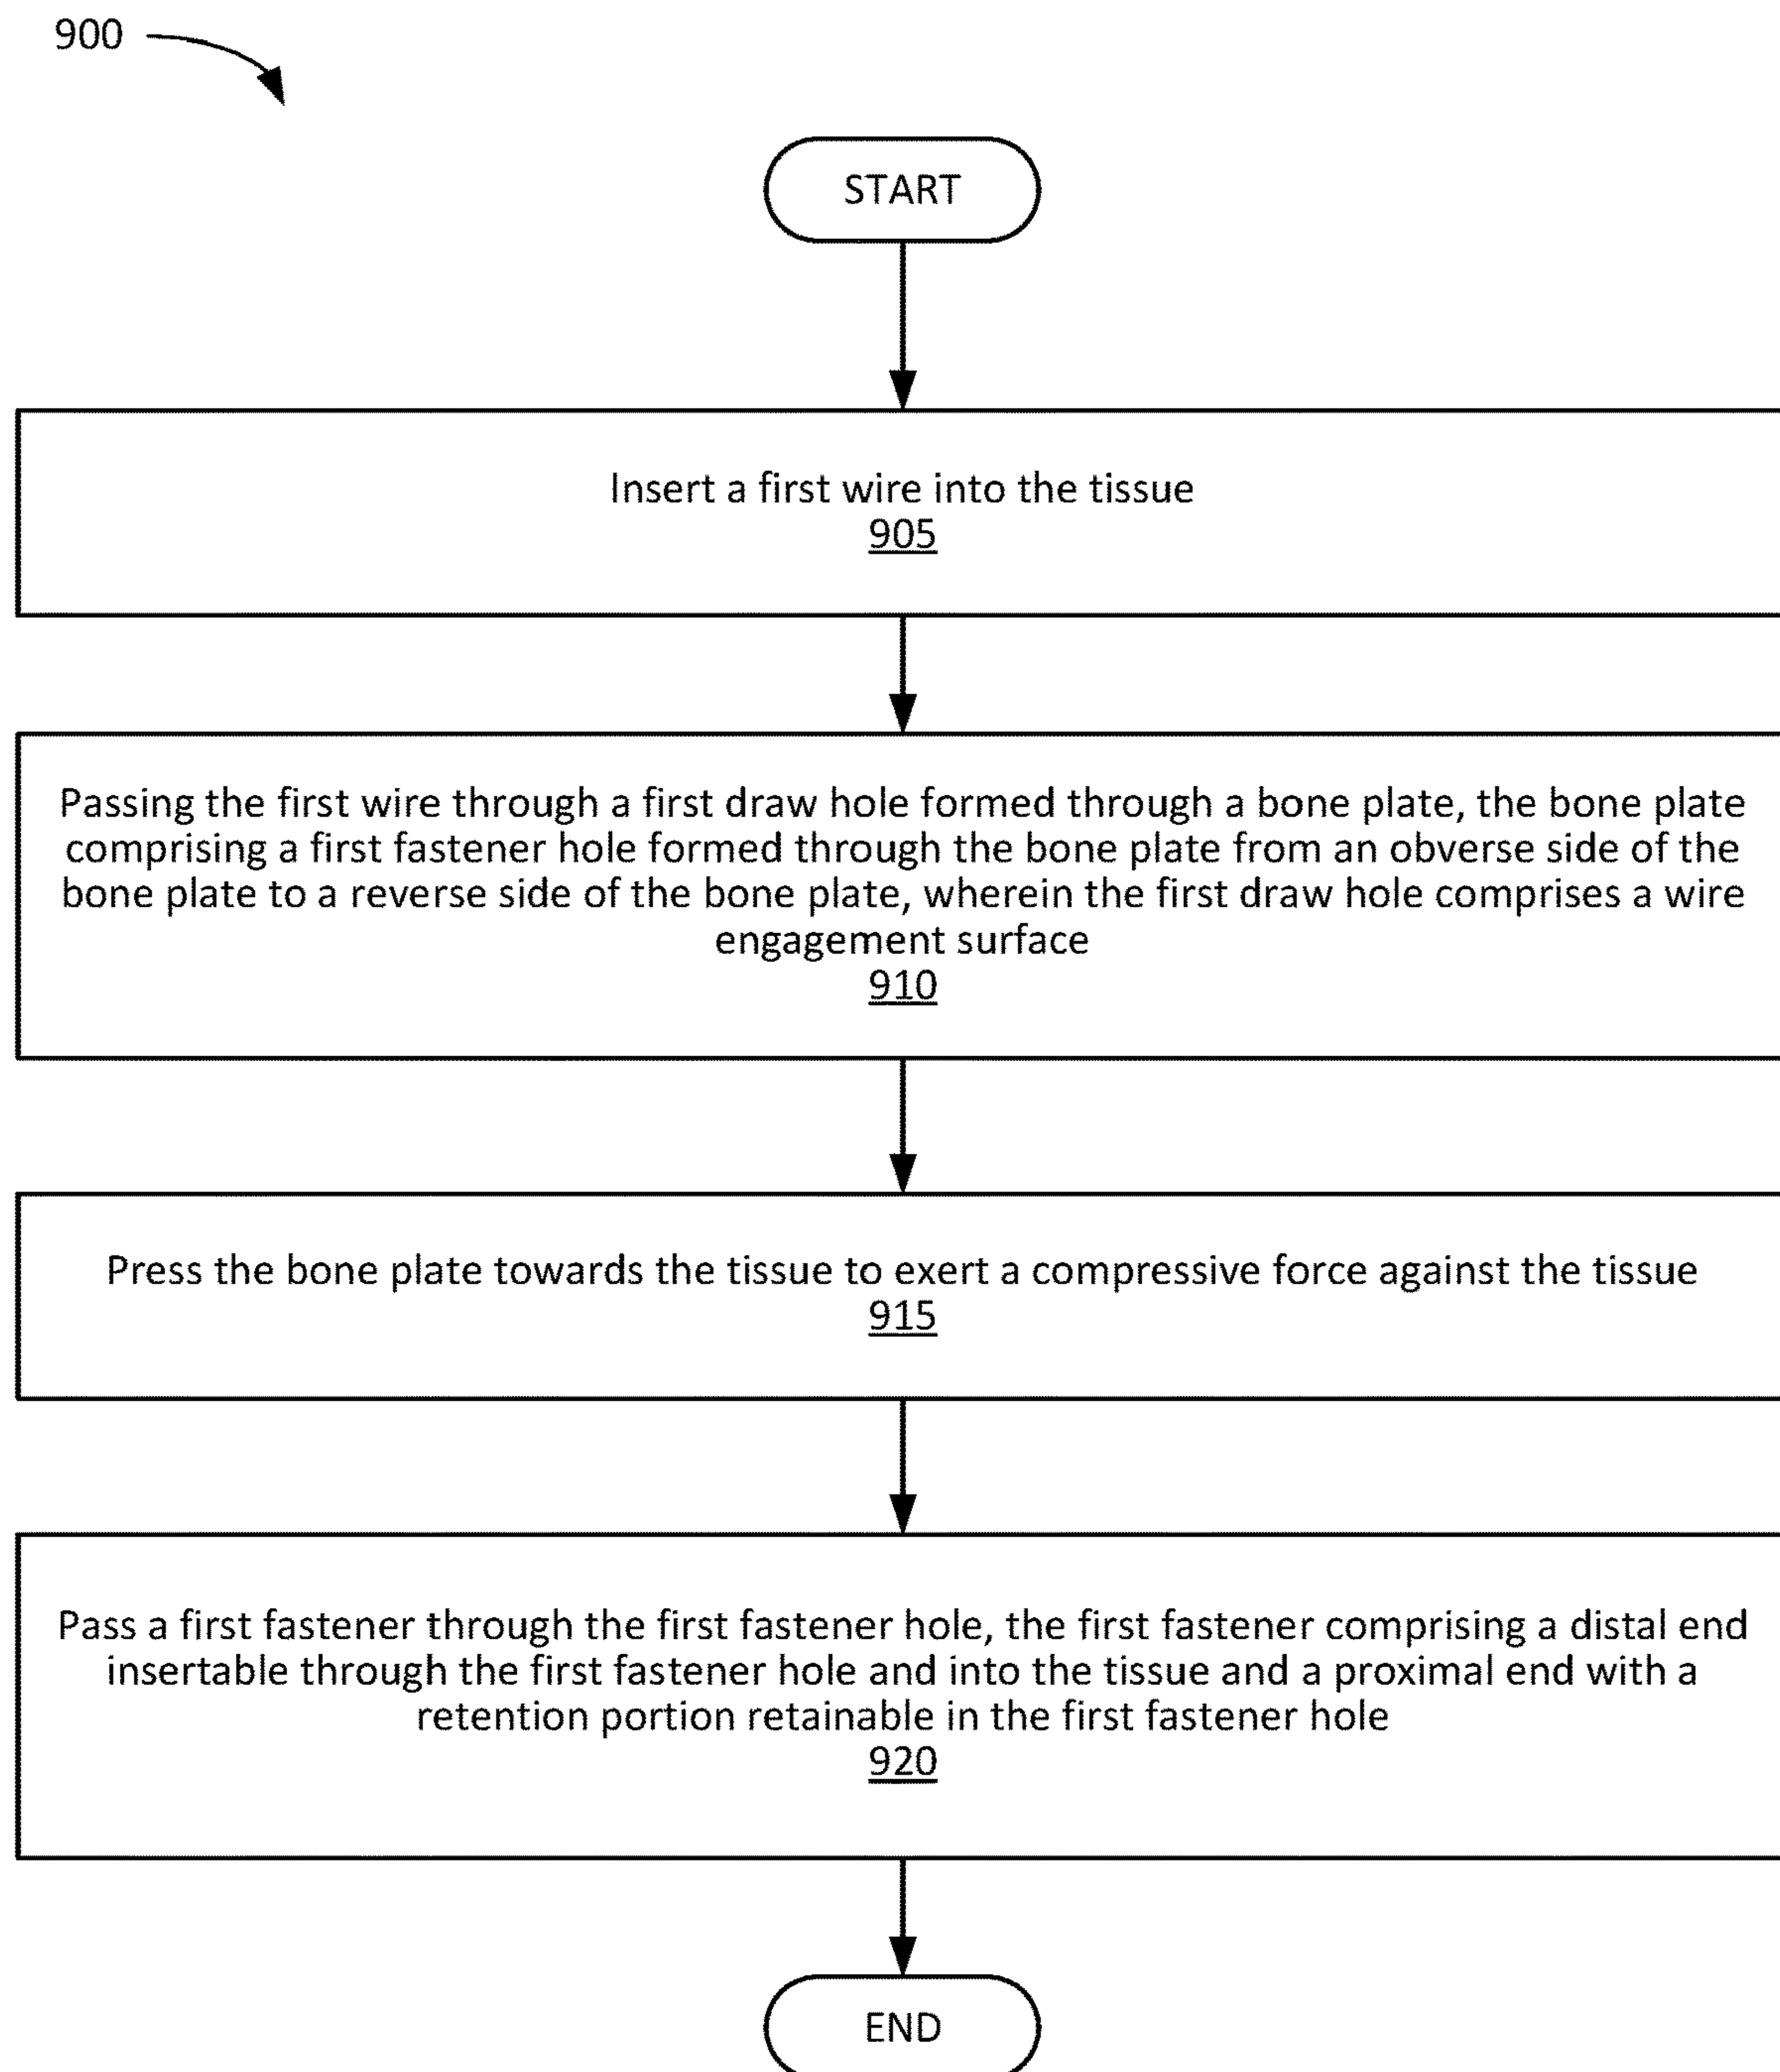 900
START
Insert a first wire into the tissue
905
Passing the first wire through a first draw hole formed through a bone plate, the bone plate
comprising a first fastener hole formed through the bone plate from an obverse side of the
bone plate to a reverse side of the bone plate, wherein the first draw hole comprises a wire
engagement surface
910
Press the bone plate towards the tissue to exert a compressive force against the tissue
915
Pass a first fastener through the first fastener hole, the first fastener comprising a distal end
insertable through the first fastener hole and into the tissue and a proximal end with a
retention portion retainable in the first fastener hole
920
END